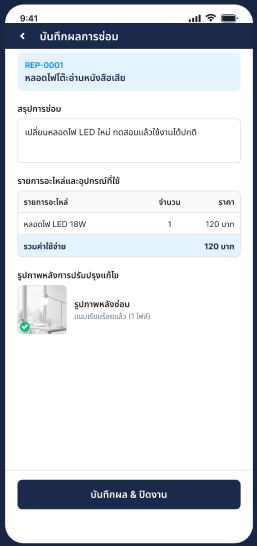 9:41
บันทึกผลการซ่อม
REP-0001
หลอดไฟโต๊ะอ่านหนังสือเสีย
สรุปการซ่อม
เปลี่ยนหลอดไฟ LED ใหม่ ทดสอบแล้วใช้งานได้ปกติ
รายการอะไหล่และอุปกรณ์ที่ใช้
รายการอะไหล่ จำนวน ราคา
หลอดไฟ LED 18W 1 120 บาท
รวมค่าใช้จ่าย 120 บาท
รูปภาพหลังการปรับปรุงแก้ไข
รูปภาพหลังซ่อม
แนบเรียบร้อยแล้ว (1 ไฟล์)
บันทึกผล & ปิดงาน